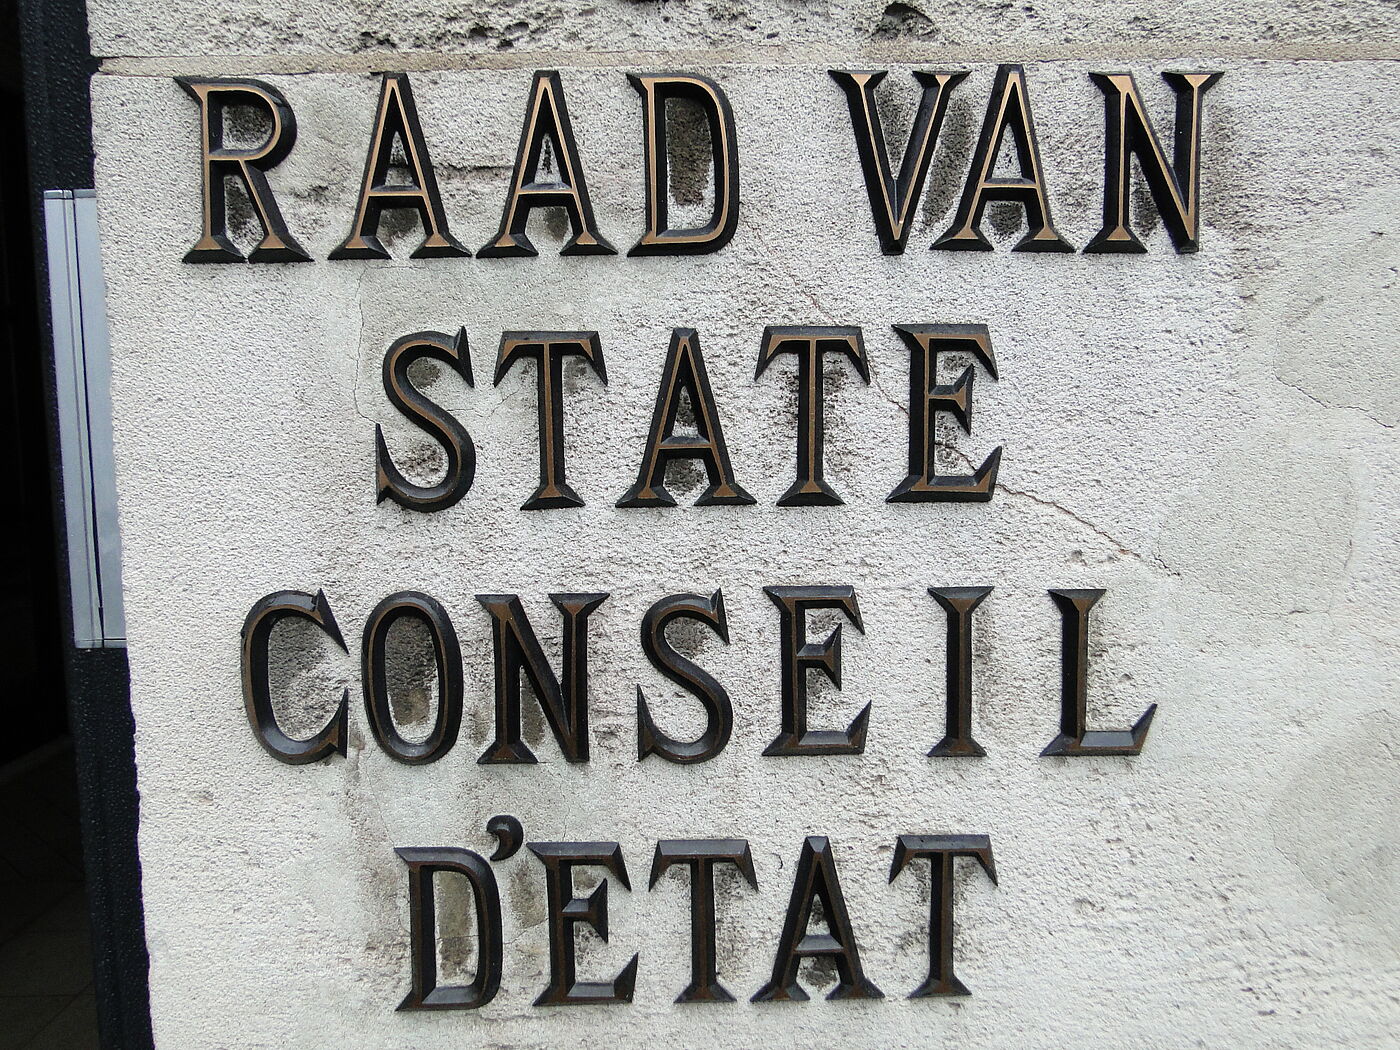 RAAD VAN
STATE
CONSEIL
D'ETAT